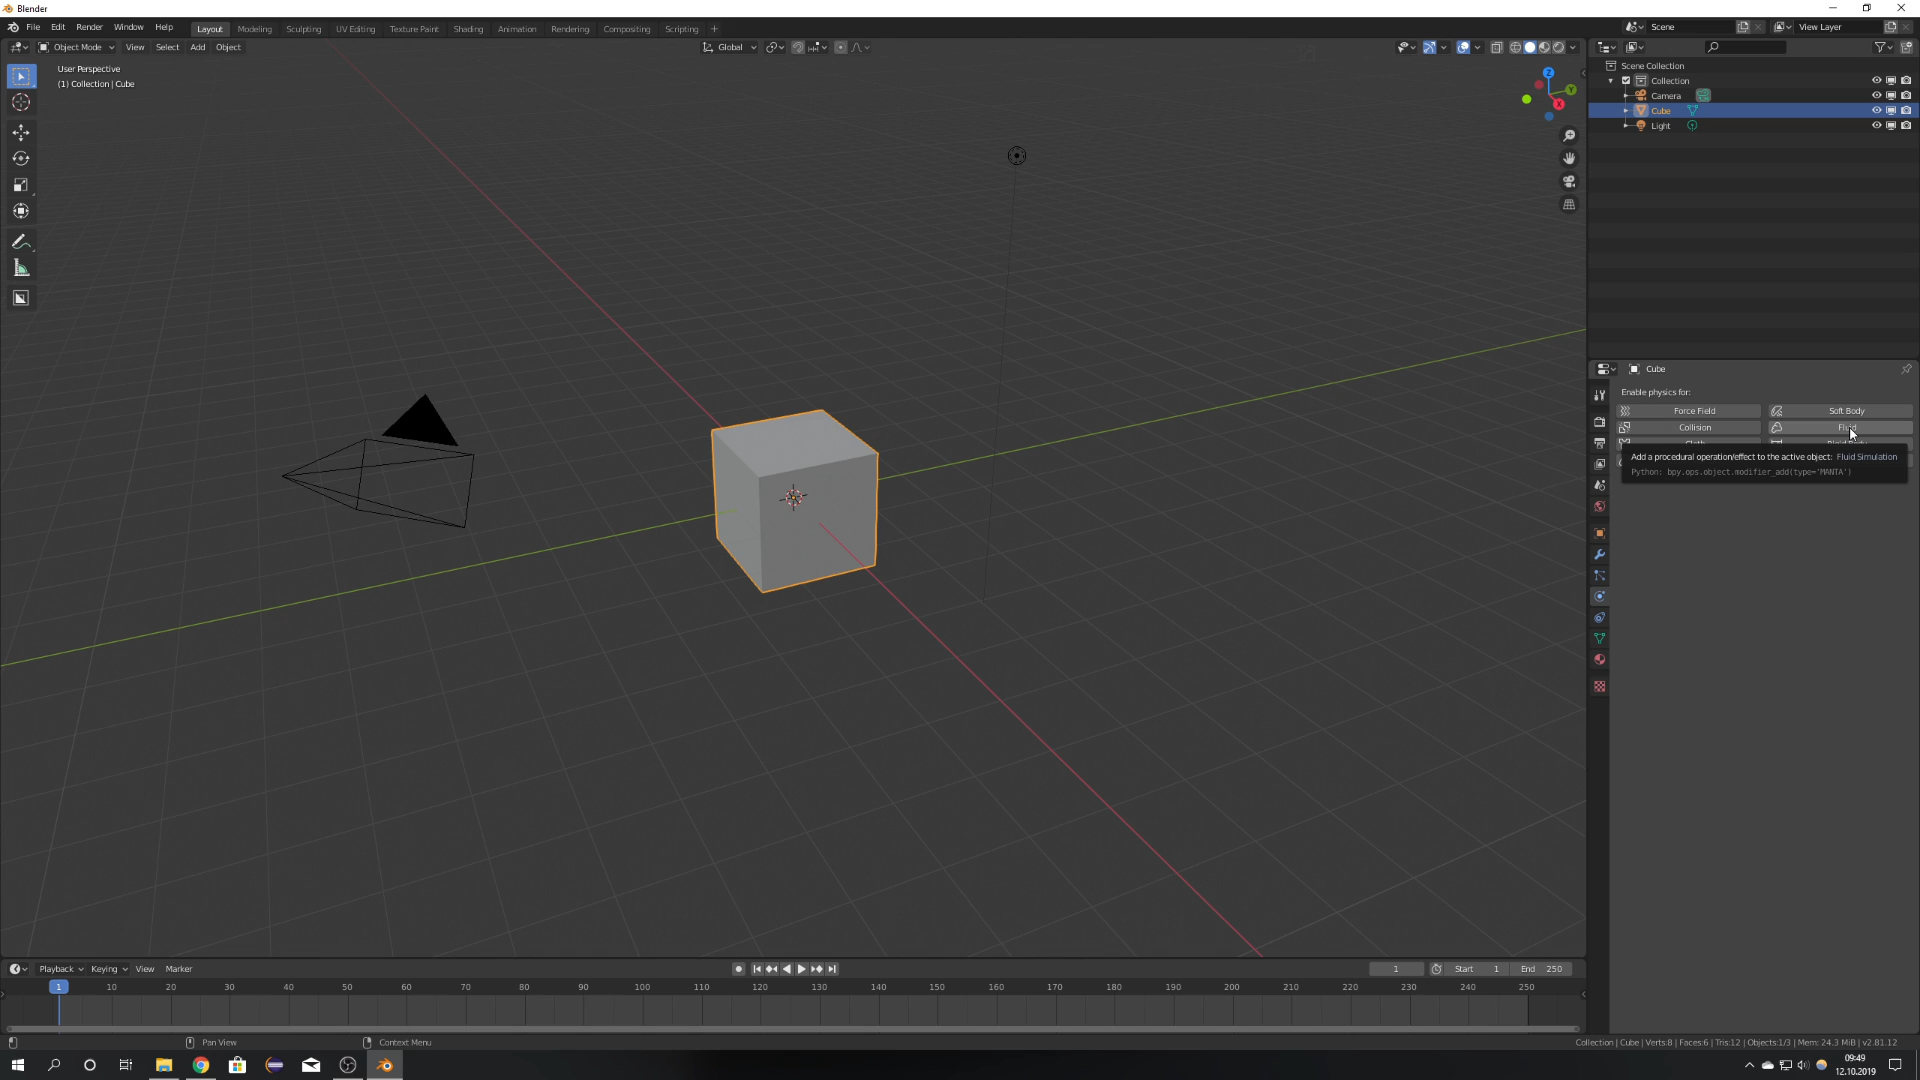 Blender
File Edit Render Window Help Layout Modeling Sculpting UV Editing Texture Paint Shading Animation Rendering Compositing Scripting + Scene View Layer
Object Mode View Select Add Object Global
User Perspective
(1) Collection | Cube
Z
Y
X
Scene Collection
Collection
Camera
Cube
Light
Cube
Enable physics for:
Force Field Soft Body
Collision Fluid
Cloth Rigid Body
Add a procedural operation/effect to the active object: Fluid Simulation
Python: bpy.ops.object.modifier_add(type='MANTA')
Playback Keying View Marker 1 Start 1 End 250
1 10 20 30 40 50 60 70 80 90 100 110 120 130 140 150 160 170 180 190 200 210 220 230 240 250
Pan View Context Menu Collection | Cube | Verts:8 | Faces:6 | Tris:12 | Objects:1/3 | Mem: 24.3 MiB | v2.81.12
09:49
12.10.2019